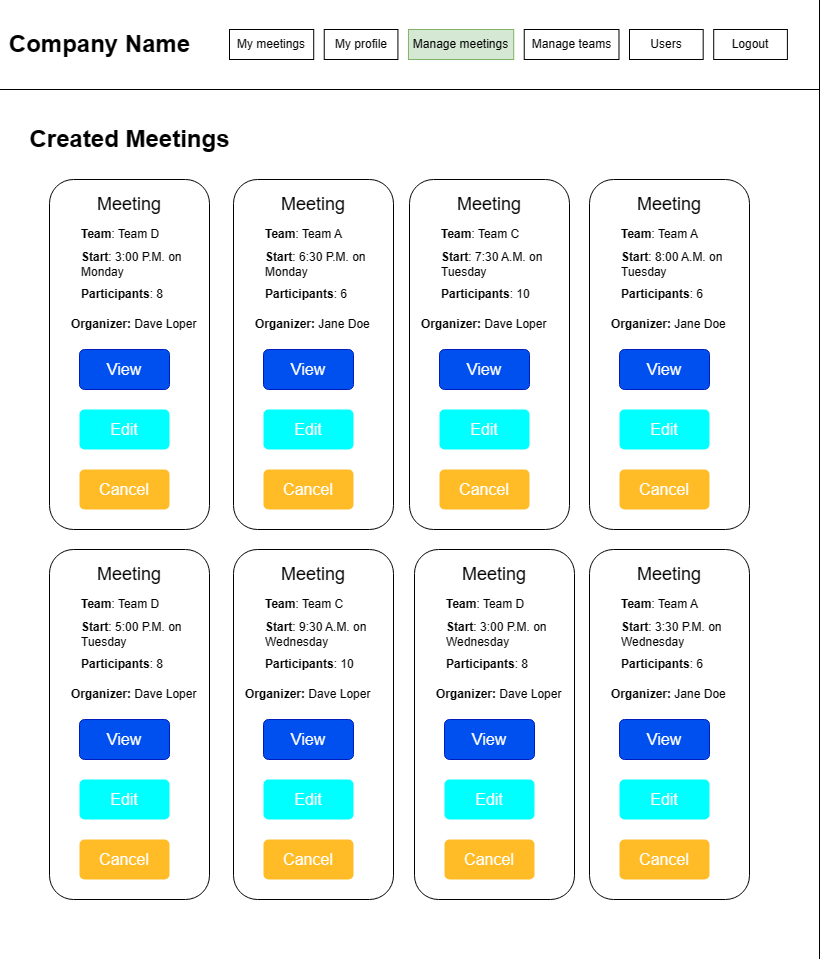 Company Name
My meetings
My profile
Manage meetings
Manage teams
Users
Logout
Created Meetings
Meeting
Team: Team D
Start: 3:00 P.M. on
Monday
Participants: 8
Organizer: Dave Loper
View
Edit
Cancel
Meeting
Team: Team A
Start: 6:30 P.M. on
Monday
Participants: 6
Organizer: Jane Doe
View
Edit
Cancel
Meeting
Team: Team C
Start: 7:30 A.M. on
Tuesday
Participants: 10
Organizer: Dave Loper
View
Edit
Cancel
Meeting
Team: Team A
Start: 8:00 A.M. on
Tuesday
Participants: 6
Organizer: Jane Doe
View
Edit
Cancel
Meeting
Team: Team D
Start: 5:00 P.M. on
Tuesday
Participants: 8
Organizer: Dave Loper
View
Edit
Cancel
Meeting
Team: Team C
Start: 9:30 A.M. on
Wednesday
Participants: 10
Organizer: Dave Loper
View
Edit
Cancel
Meeting
Team: Team D
Start: 3:00 P.M. on
Wednesday
Participants: 8
Organizer: Dave Loper
View
Edit
Cancel
Meeting
Team: Team A
Start: 3:30 P.M. on
Wednesday
Participants: 6
Organizer: Jane Doe
View
Edit
Cancel